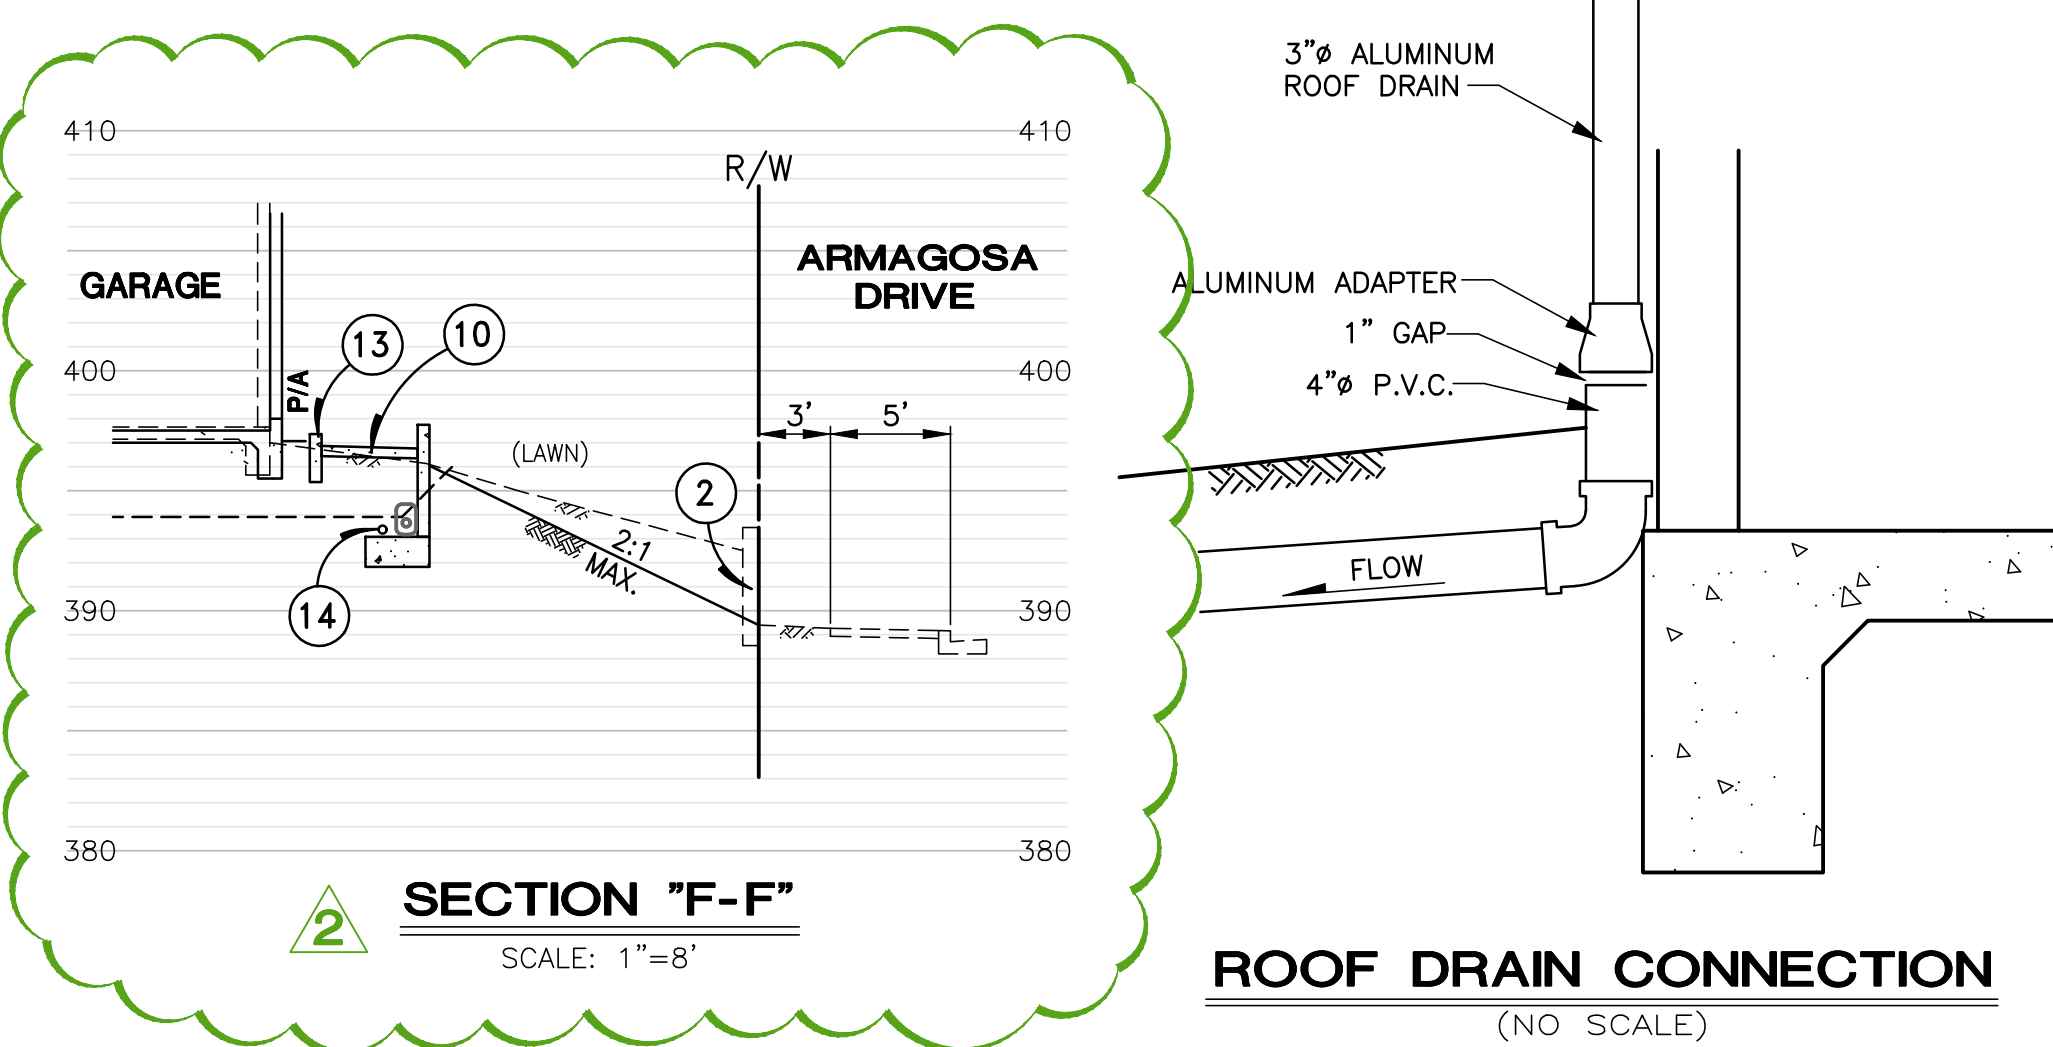 410
410
R/W
GARAGE
ARMAGOSA
DRIVE
13
10
400
400
P/A
3'
5'
(LAWN)
2
2:1
MAX.
14
390
390
380
380
2
SECTION "F-F"
SCALE: 1"=8'
3"ø ALUMINUM
ROOF DRAIN
ALUMINUM ADAPTER
1" GAP
4"ø P.V.C.
FLOW
ROOF DRAIN CONNECTION
(NO SCALE)